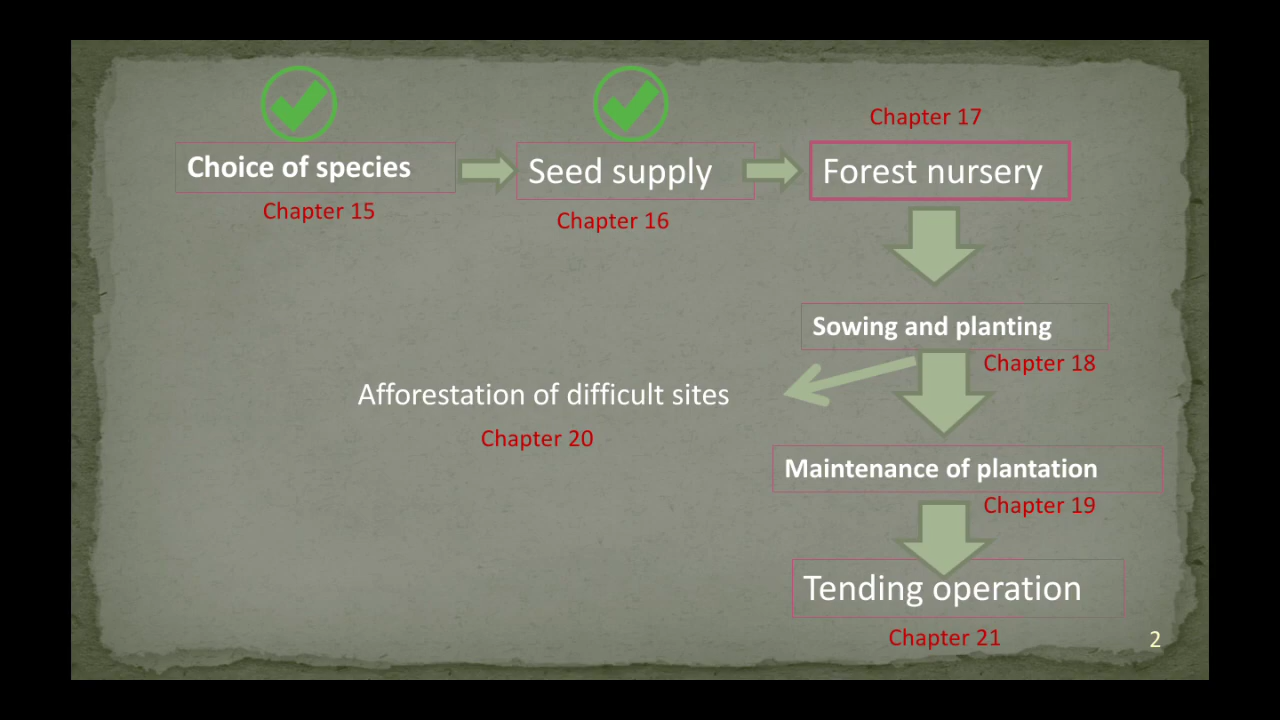 Chapter 17
Choice of species
Seed supply
Forest nursery
Chapter 15
Chapter 16
Sowing and planting
Chapter 18
Afforestation of difficult sites
Chapter 20
Maintenance of plantation
Chapter 19
Tending operation
Chapter 21
2